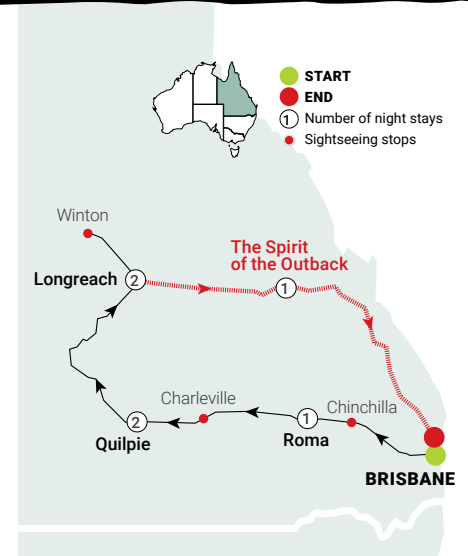 START
END
1 Number of night stays
Sightseeing stops
Winton
The Spirit
of the Outback
Longreach 2
1
Charleville
Chinchilla
2
1
Quilpie
Roma
BRISBANE